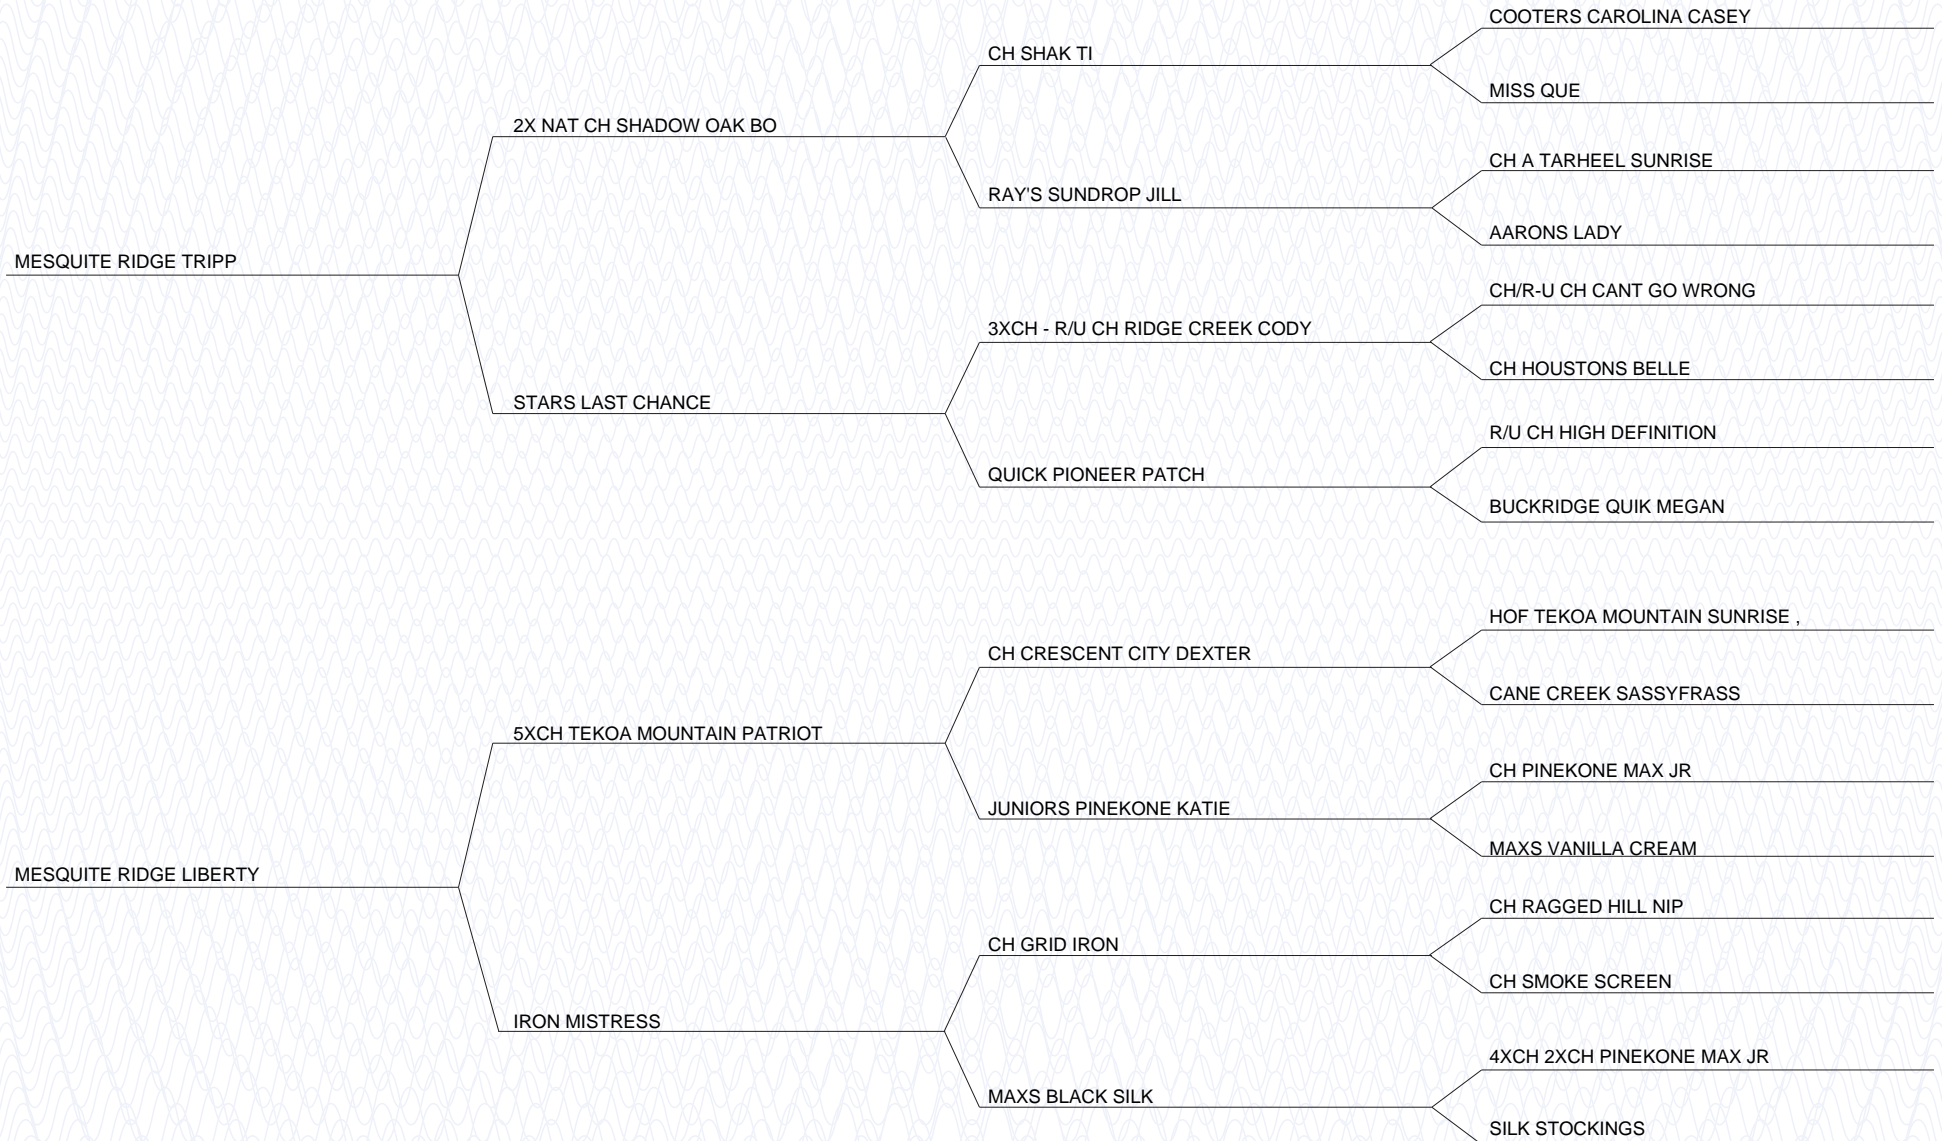 COOTERS CAROLINA CASEY
CH SHAK TI
MISS QUE
2X NAT CH SHADOW OAK BO
CH A TARHEEL SUNRISE
RAY'S SUNDROP JILL
AARONS LADY
MESQUITE RIDGE TRIPP
CH/R-U CH CANT GO WRONG
3XCH - R/U CH RIDGE CREEK CODY
CH HOUSTONS BELLE
STARS LAST CHANCE
R/U CH HIGH DEFINITION
QUICK PIONEER PATCH
BUCKRIDGE QUIK MEGAN
HOF TEKOA MOUNTAIN SUNRISE ,
CH CRESCENT CITY DEXTER
CANE CREEK SASSYFRASS
5XCH TEKOA MOUNTAIN PATRIOT
CH PINEKONE MAX JR
JUNIORS PINEKONE KATIE
MAXS VANILLA CREAM
MESQUITE RIDGE LIBERTY
CH RAGGED HILL NIP
CH GRID IRON
CH SMOKE SCREEN
IRON MISTRESS
4XCH 2XCH PINEKONE MAX JR
MAXS BLACK SILK
SILK STOCKINGS